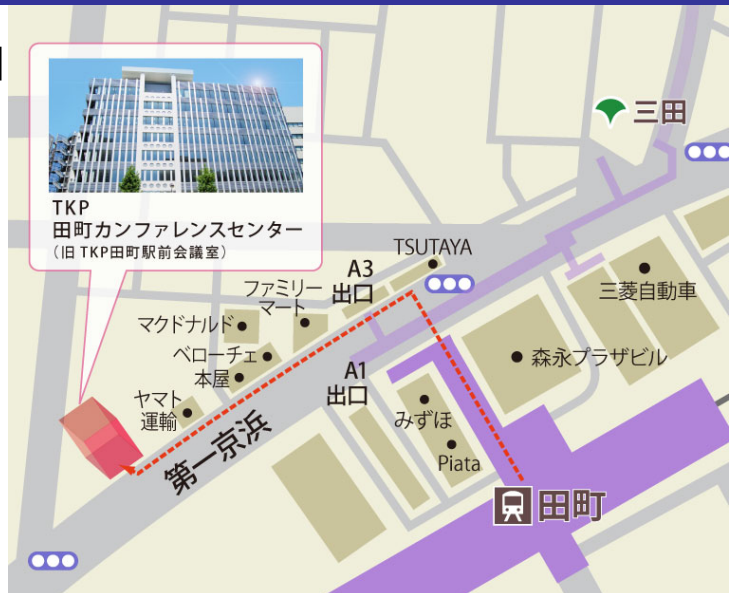 TKP
田町カンファレンスセンター
(旧 TKP田町駅前会議室)
三田
TSUTAYA
A3
出口
ファミリー
マート
三菱自動車
マクドナルド
ベローチェ
本屋
A1
出口
森永プラザビル
ヤマト
運輸
みずほ
第一京浜
Piata
田町